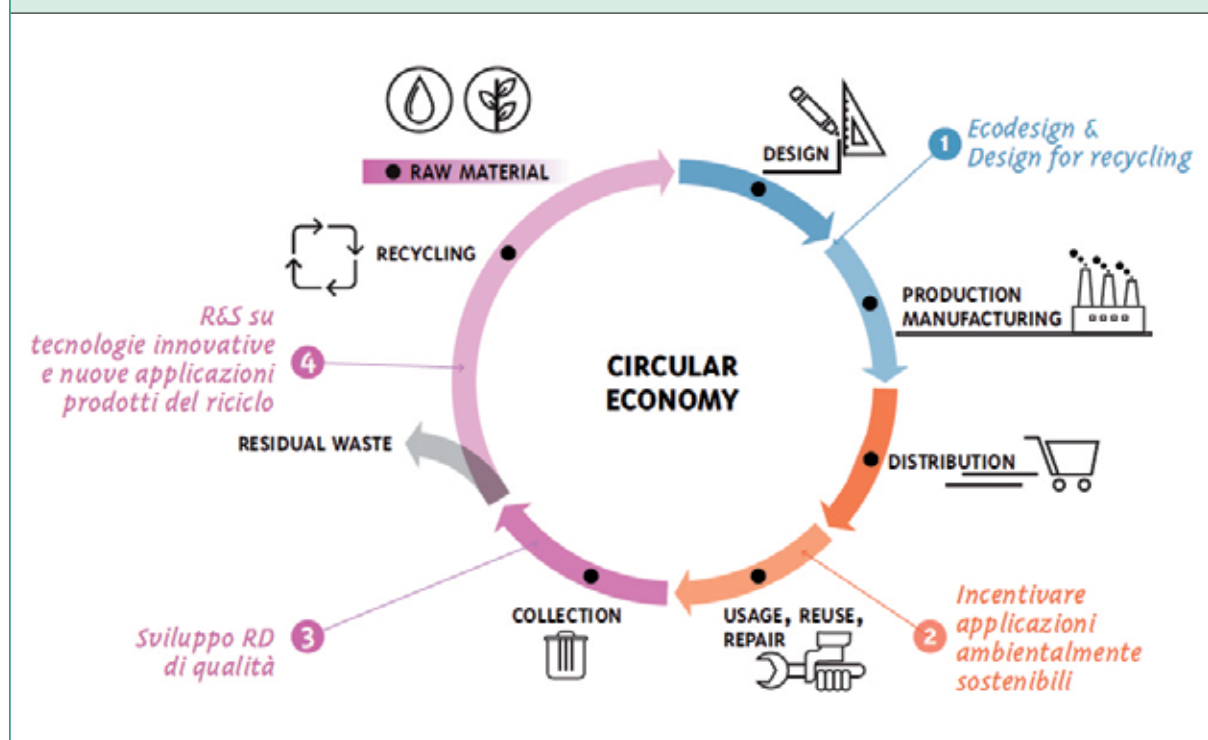 RAW MATERIAL
DESIGN
1
Ecodesign &
Design for recycling
RECYCLING
PRODUCTION
MANUFACTURING
R&S su
tecnologie innovative
e nuove applicazioni
prodotti del riciclo
4
CIRCULAR
ECONOMY
RESIDUAL WASTE
DISTRIBUTION
COLLECTION
USAGE, REUSE,
REPAIR
2
Incentivare
applicazioni
ambientalmente
sostenibili
Sviluppo RD
di qualità
3